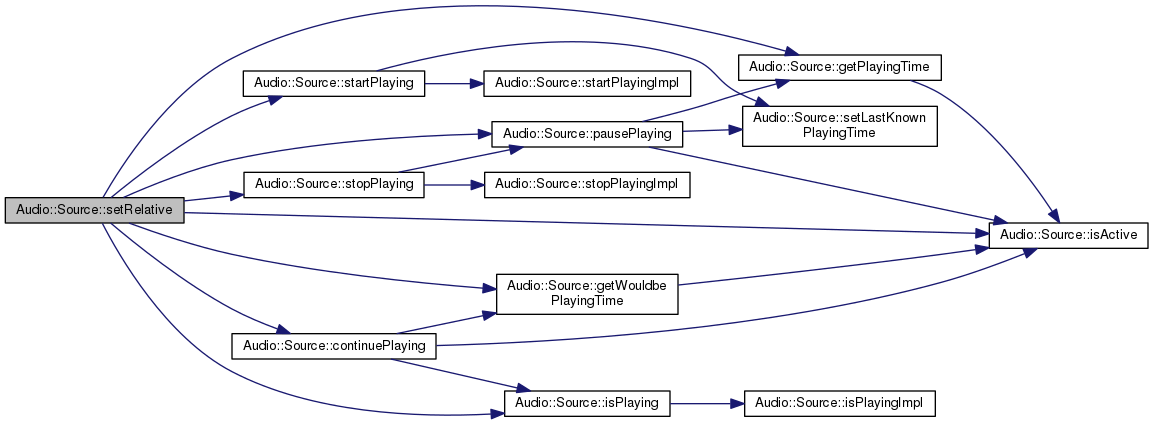 Audio::Source::setRelative
Audio::Source::startPlaying
Audio::Source::stopPlaying
Audio::Source::continuePlaying
Audio::Source::startPlayingImpl
Audio::Source::pausePlaying
Audio::Source::stopPlayingImpl
Audio::Source::getWouldbe
PlayingTime
Audio::Source::isPlaying
Audio::Source::getPlayingTime
Audio::Source::setLastKnown
PlayingTime
Audio::Source::isPlayingImpl
Audio::Source::isActive